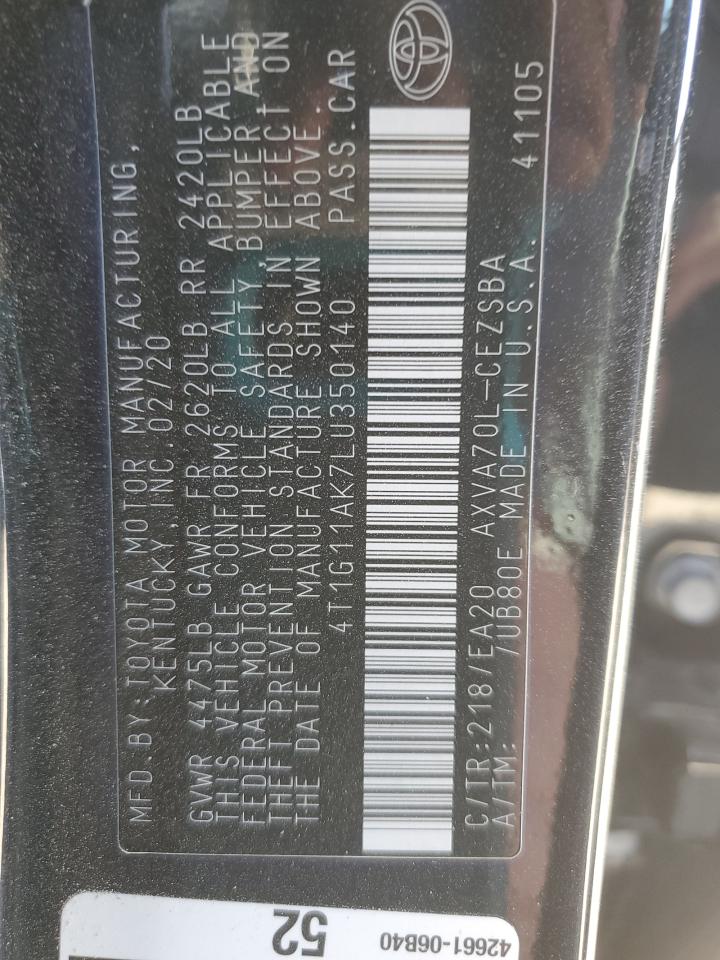 MFD.BY:TOYOTA MOTOR MANUFACTURING,
KENTUCKY,INC.02/20
GVWR 4475LB GAWR FR 2620LB RR 2420LB
THIS VEHICLE CONFORMS TO ALL APPLICABLE
FEDERAL MOTOR VEHICLE SAFETY,BUMPER AND
THEFT PREVENTION STANDARDS IN EFFECT ON
THE DATE OF MANUFACTURE SHOWN ABOVE.
4T1G11AK7LU350140 PASS.CAR
C/TR:218/EA20 AXVA70L-CEZSBA
A/TM: /UB80E MADE IN U.S.A. 41105
52
42661-06B40